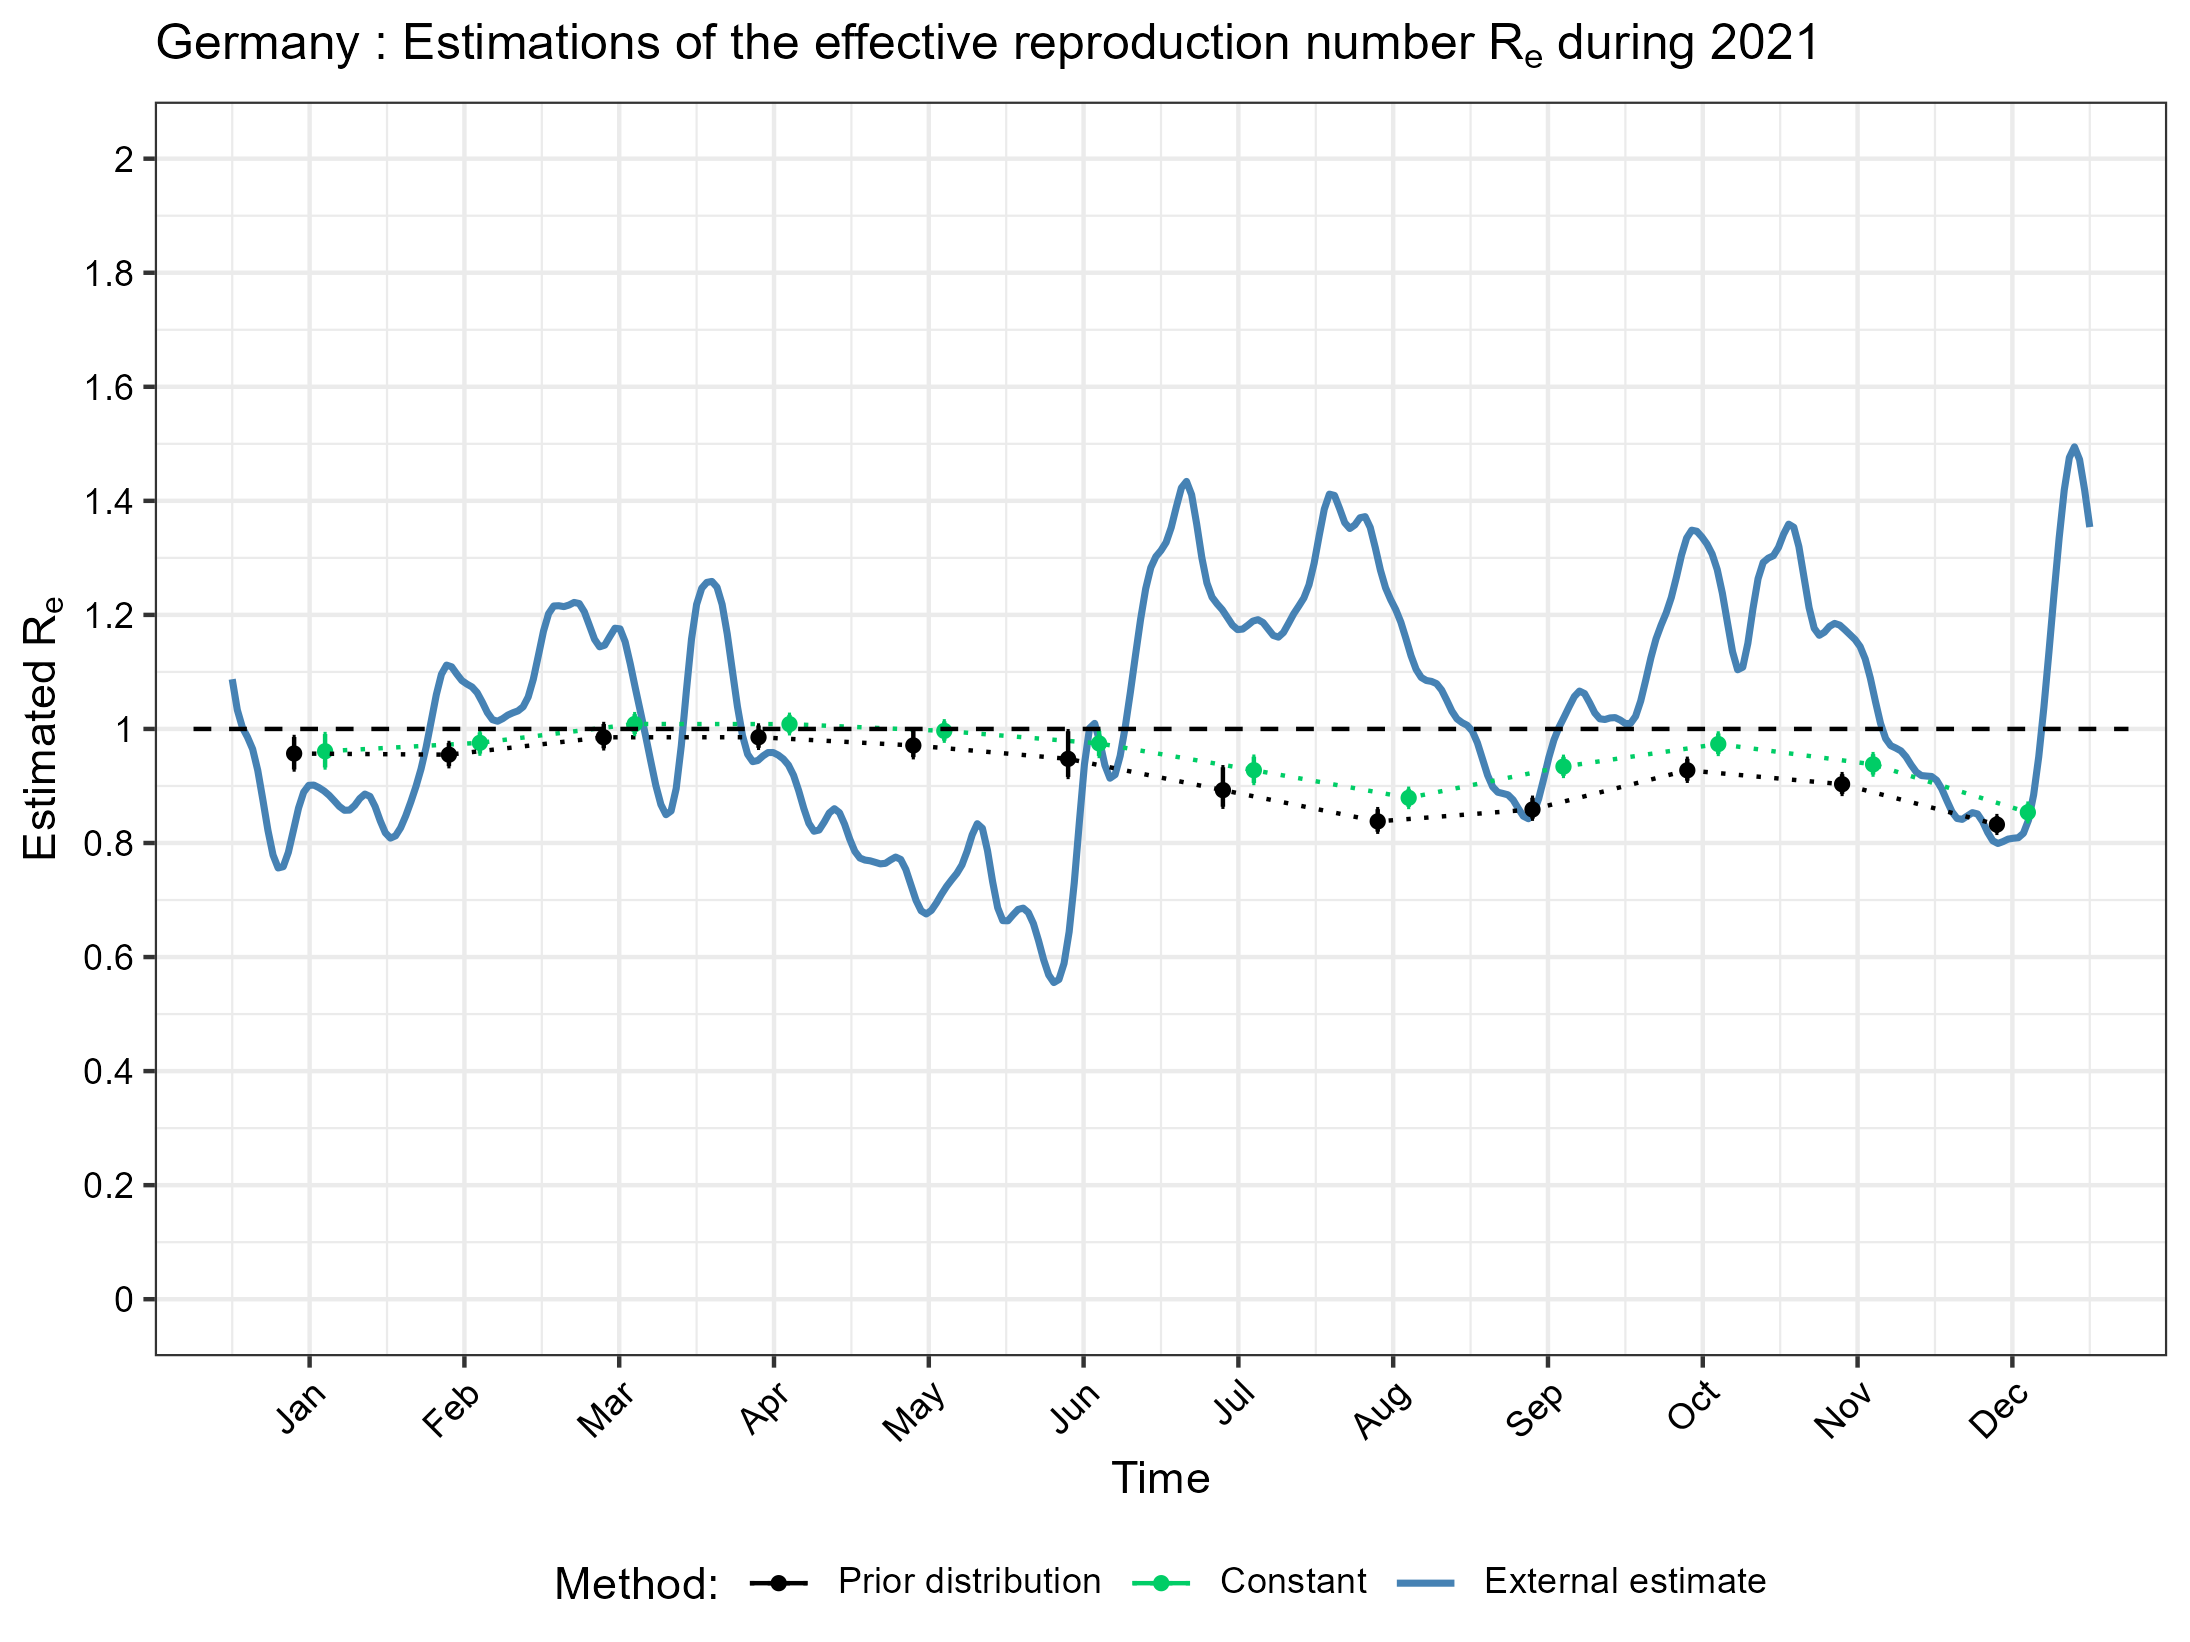 Germany : Estimations of the effective reproduction number Re during 2021
Estimated Re
2
1.8
1.6
1.4
1.2
1
0.8
0.6
0.4
0.2
0
Jan Feb Mar Apr May Jun Jul Aug Sep Oct Nov Dec
Time
Method: Prior distribution Constant External estimate